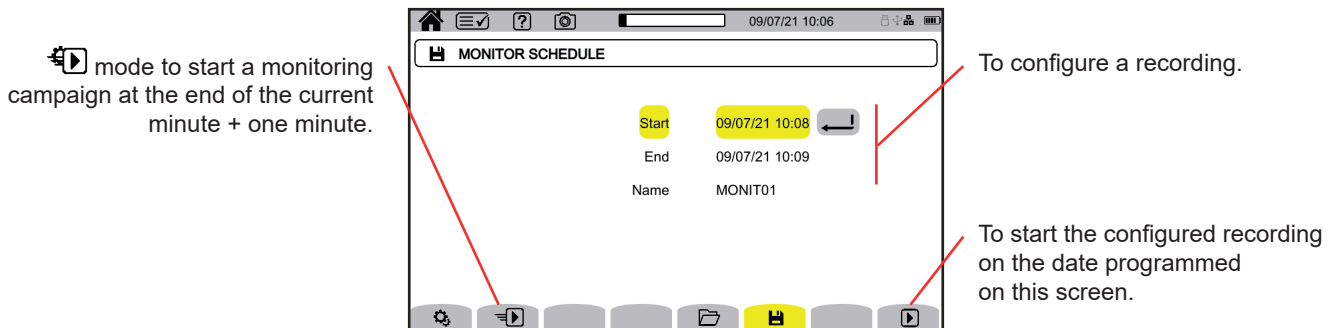 09/07/21 10:06
MONITOR SCHEDULE
mode to start a monitoring
campaign at the end of the current
minute + one minute.
To configure a recording.
Start 09/07/21 10:08
End 09/07/21 10:09
Name MONIT01
To start the configured recording
on the date programmed
on this screen.